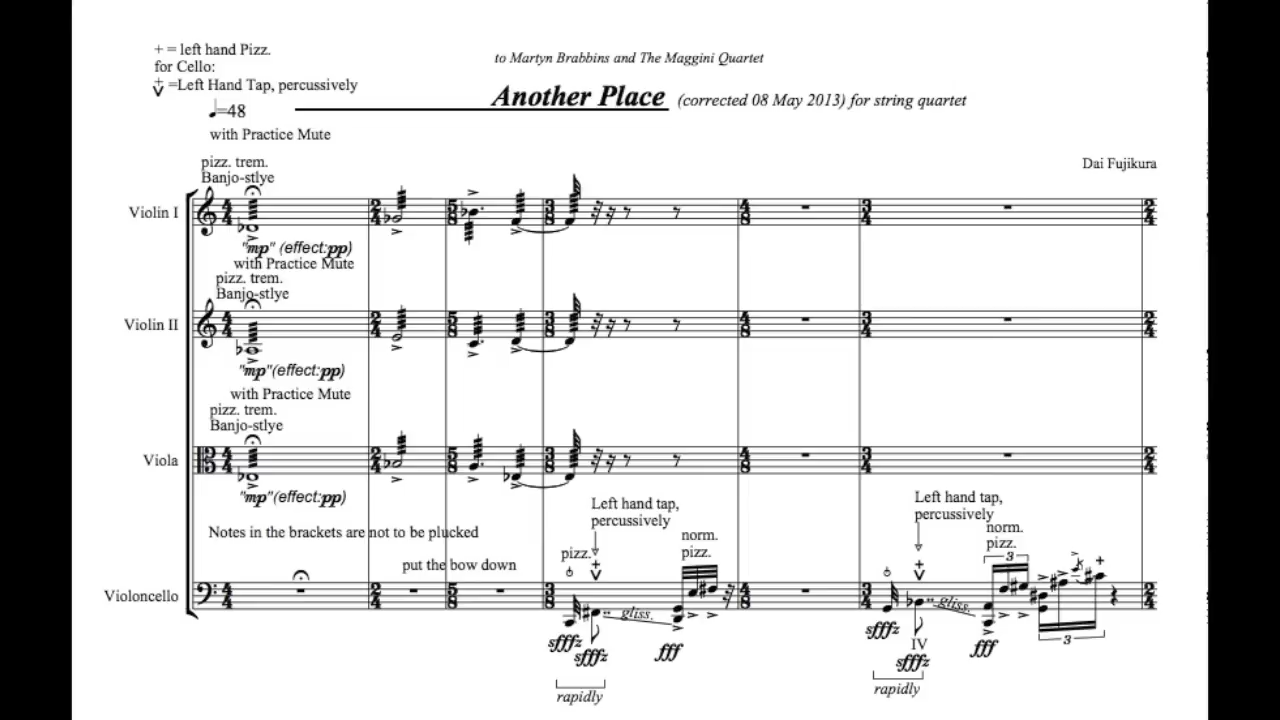 + = left hand Pizz.
for Cello:
+ =Left Hand Tap, percussively
to Martyn Brabbins and The Maggini Quartet
Another Place (corrected 08 May 2013) for string quartet
=48
with Practice Mute
Dai Fujikura
pizz. trem.
Banjo-stlye
Violin I
"mp" (effect:pp)
with Practice Mute
pizz. trem.
Banjo-stlye
Violin II
"mp"(effect:pp)
with Practice Mute
pizz. trem.
Banjo-stlye
Viola
"mp"(effect:pp)
Left hand tap,
percussively
Left hand tap,
percussively
Notes in the brackets are not to be plucked
norm.
pizz.
norm.
pizz.
put the bow down
pizz.
3
Violoncello
gliss.
gliss.
sfffz
sfffz
fff
sfffz
IV
sfffz
fff
3
rapidly
rapidly